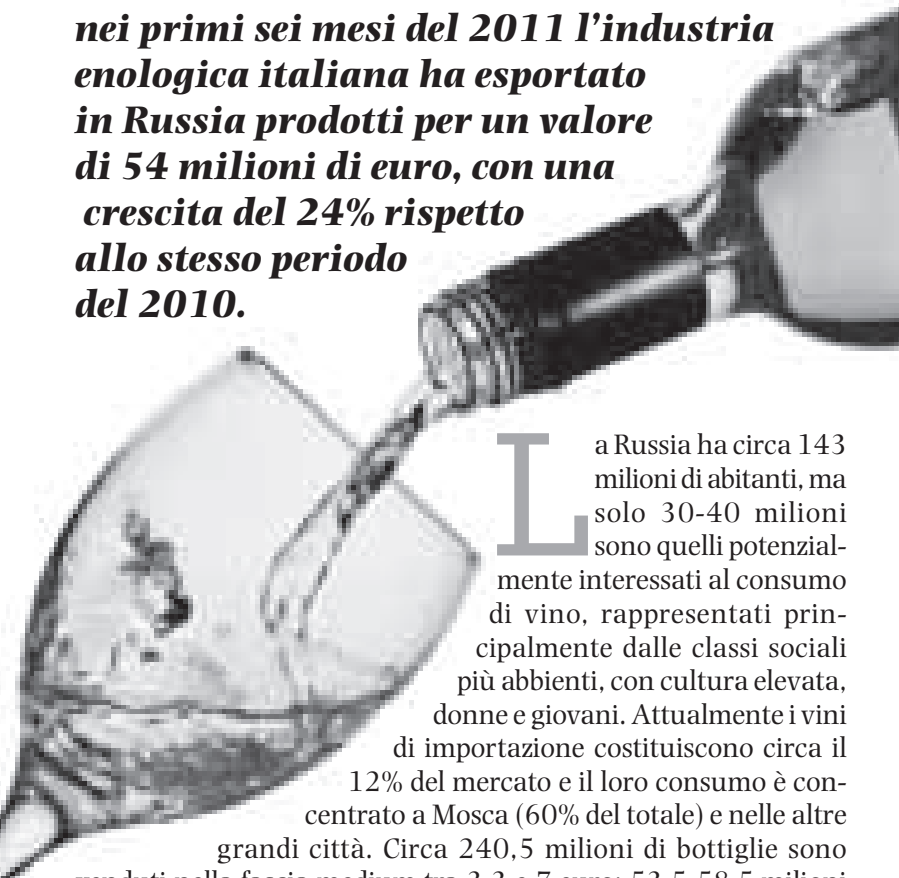 nei primi sei mesi del 2011 l'industria
enologica italiana ha esportato
in Russia prodotti per un valore
di 54 milioni di euro, con una
crescita del 24% rispetto
allo stesso periodo
del 2010.
La Russia ha circa 143
milioni di abitanti, ma
solo 30-40 milioni
sono quelli potenzial-
mente interessati al consumo
di vino, rappresentati prin-
cipalmente dalle classi sociali
più abbienti, con cultura elevata,
donne e giovani. Attualmente i vini
di importazione costituiscono circa il
12% del mercato e il loro consumo è con-
centrato a Mosca (60% del totale) e nelle altre
grandi città. Circa 240,5 milioni di bottiglie sono